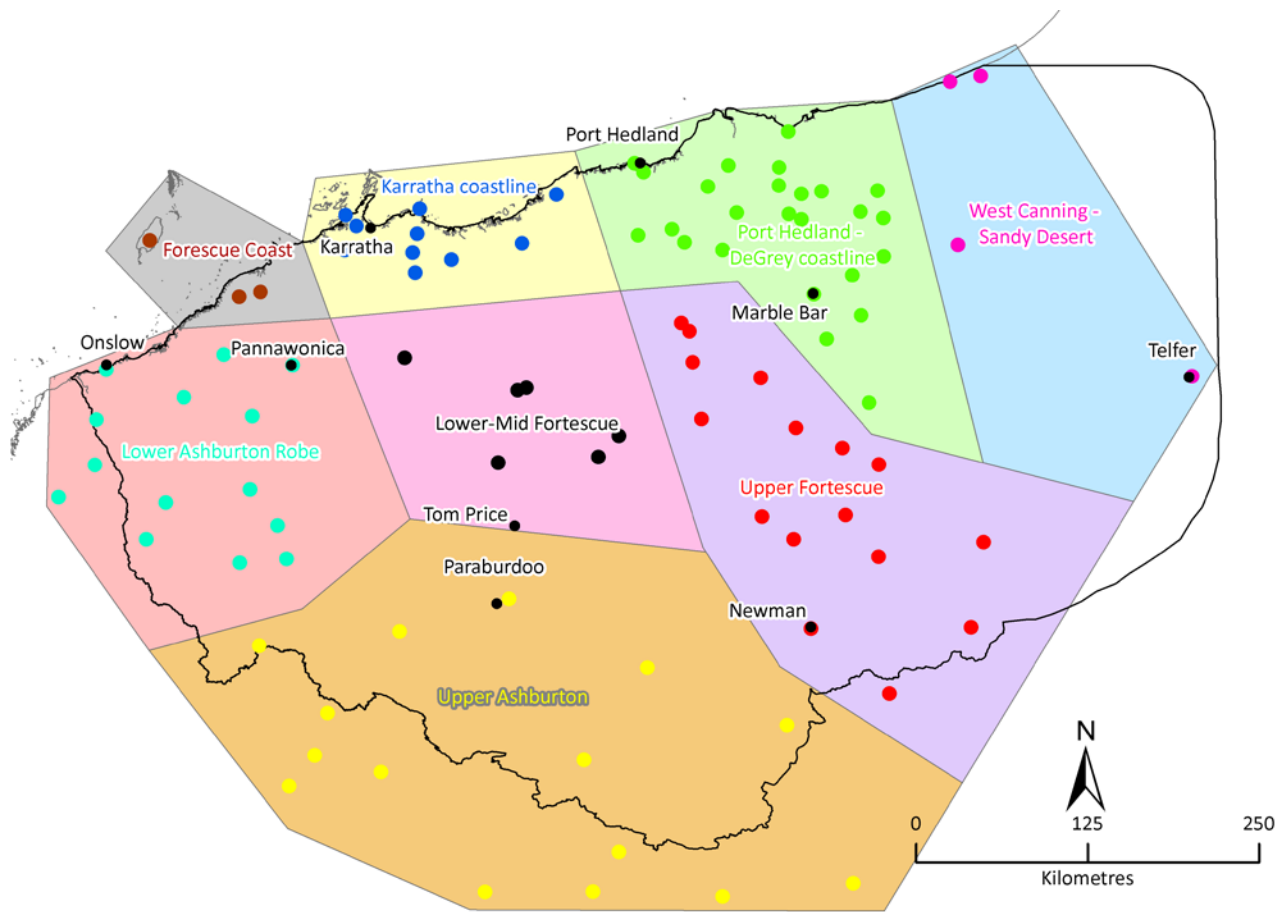 Port Hedland
Karratha coastline
West Canning -
Sandy Desert
Forescue Coast
Karratha
Port Hedland -
DeGrey coastline
Marble Bar
Onslow
Pannawonica
Telfer
Lower-Mid Fortescue
Lower Ashburton Robe
Upper Fortescue
Tom Price
Paraburdoo
Newman
Upper Ashburton
N
0 125 250
Kilometres